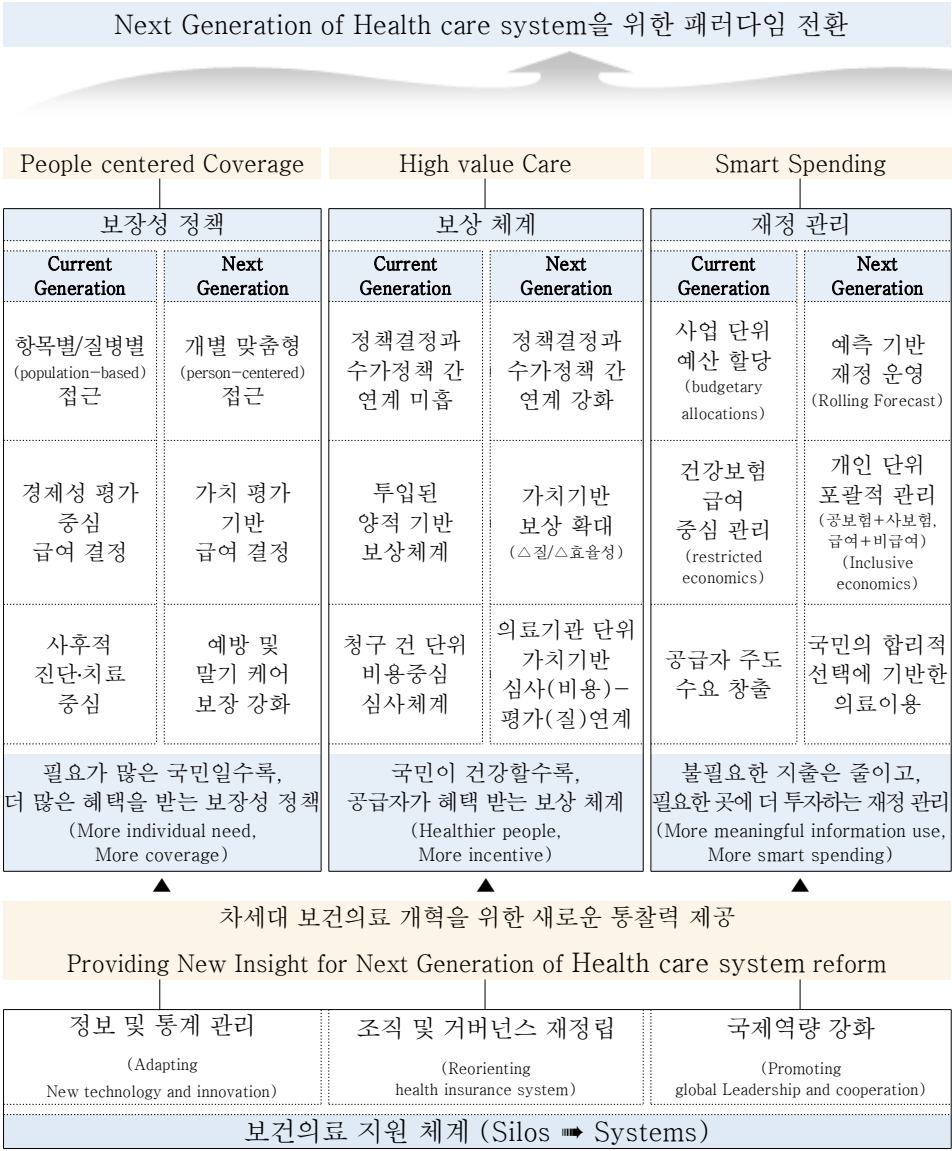 Next Generation of Health care system을 위한 패러다임 전환
People centered Coverage
보장성 정책
Current
Generation
Next
Generation
항목별/질병별
(population-based)
접근
개별 맞춤형
(person-centered)
접근
경제성 평가
중심
급여 결정
가치 평가
기반
급여 결정
사후적
진단·치료
중심
예방 및
말기 케어
보장 강화
필요가 많은 국민일수록,
더 많은 혜택을 받는 보장성 정책
(More individual need,
More coverage)
High value Care
보상 체계
Current
Generation
Next
Generation
정책결정과
수가정책 간
연계 미흡
정책결정과
수가정책 간
연계 강화
투입된
양적 기반
보상체계
가치기반
보상 확대
(△질/△효율성)
청구 건 단위
비용중심
심사체계
의료기관 단위
가치기반
심사(비용)-
평가(질)연계
국민이 건강할수록,
공급자가 혜택 받는 보상 체계
(Healthier people,
More incentive)
Smart Spending
재정 관리
Current
Generation
Next
Generation
사업 단위
예산 할당
(budgetary
allocations)
예측 기반
재정 운영
(Rolling Forecast)
건강보험
급여
중심 관리
(restricted
economics)
개인 단위
포괄적 관리
(공보험+사보험,
급여+비급여)
(Inclusive
economics)
공급자 주도
수요 창출
국민의 합리적
선택에 기반한
의료이용
불필요한 지출은 줄이고,
필요한 곳에 더 투자하는 재정 관리
(More meaningful information use,
More smart spending)
▲ ▲ ▲
차세대 보건의료 개혁을 위한 새로운 통찰력 제공
Providing New Insight for Next Generation of Health care system reform
정보 및 통계 관리
(Adapting
New technology and innovation)
조직 및 거버넌스 재정립
(Reorienting
health insurance system)
국제역량 강화
(Promoting
global Leadership and cooperation)
보건의료 지원 체계 (Silos ➠ Systems)